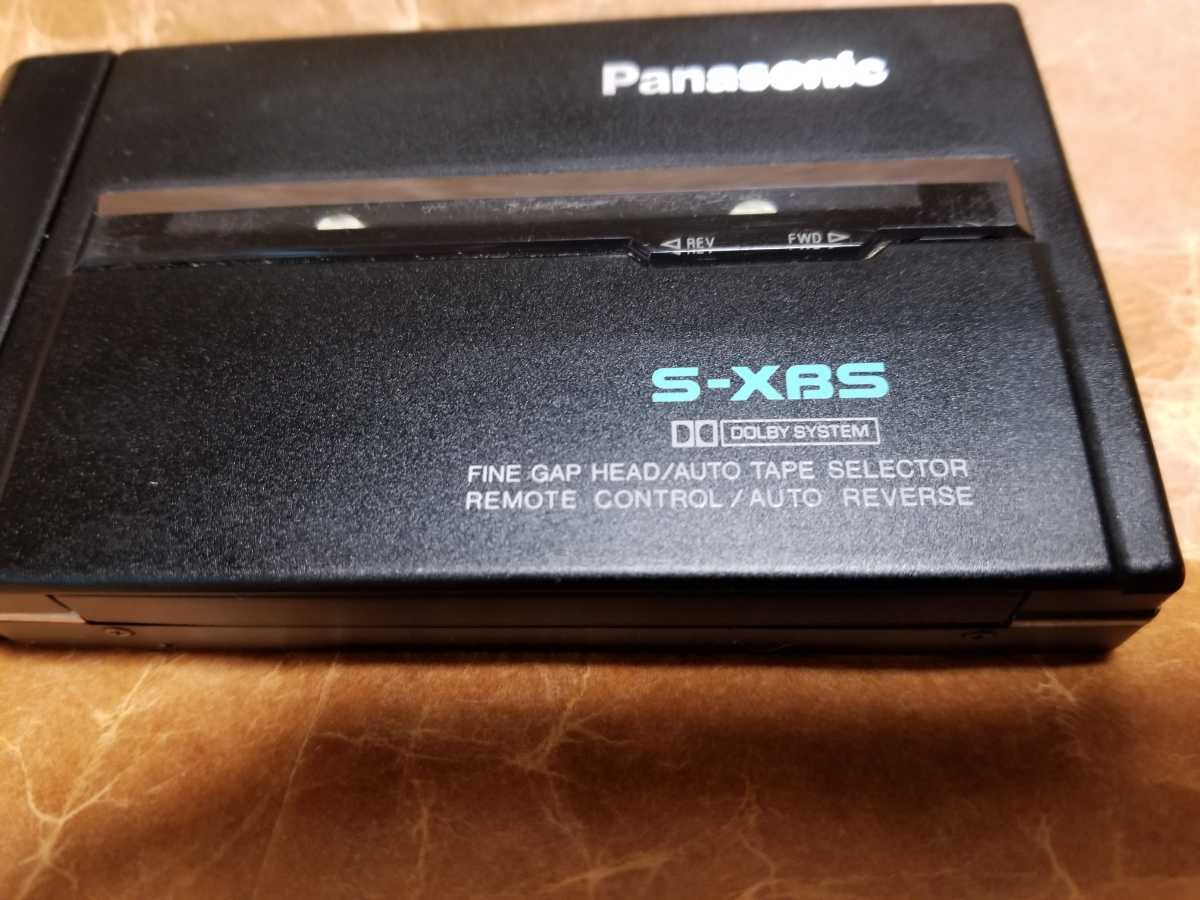 Panasonic
REV FWD
S-XBS
DOLBY SYSTEM
FINE GAP HEAD/AUTO TAPE SELECTOR
REMOTE CONTROL/AUTO REVERSE